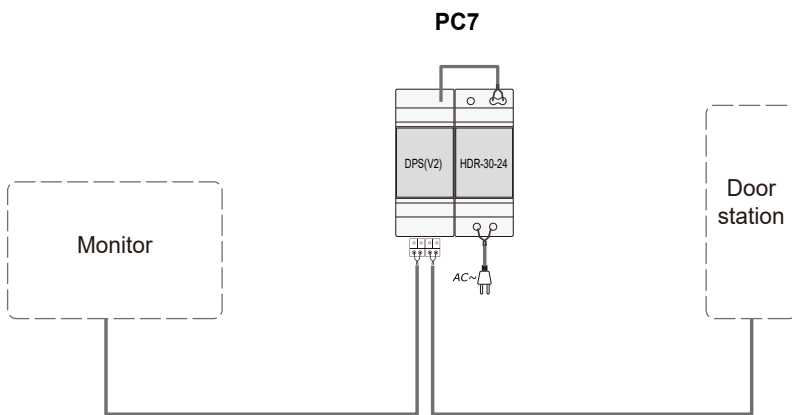 PC7
DPS(V2)
HDR-30-24
Monitor
Door
station
AC~